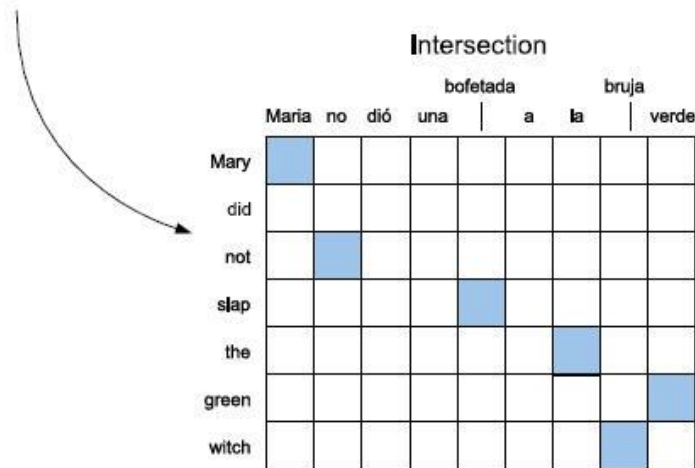 Intersection
bofetada bruja
Maria no dió una a la verde
Mary
did
not
slap
the
green
witch